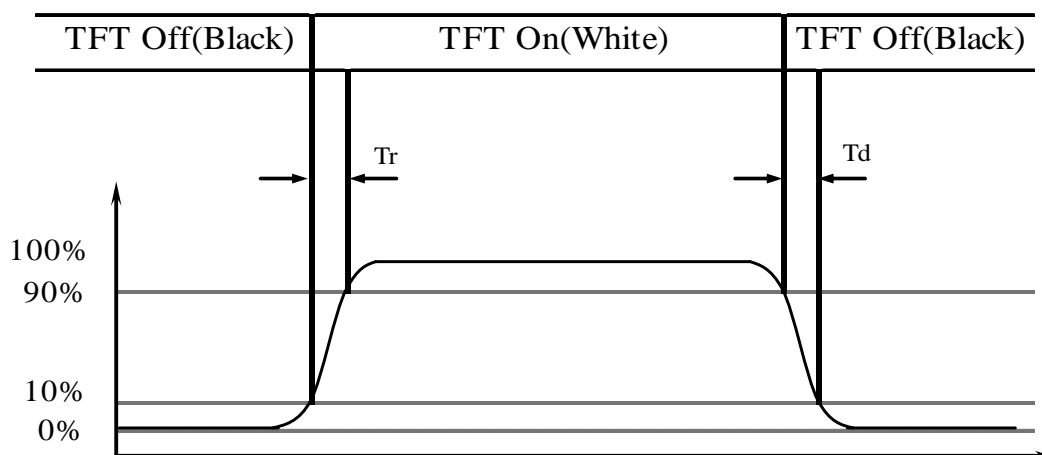 TFT Off(Black) TFT On(White) TFT Off(Black)
Tr Td
100%
90%
10%
0%